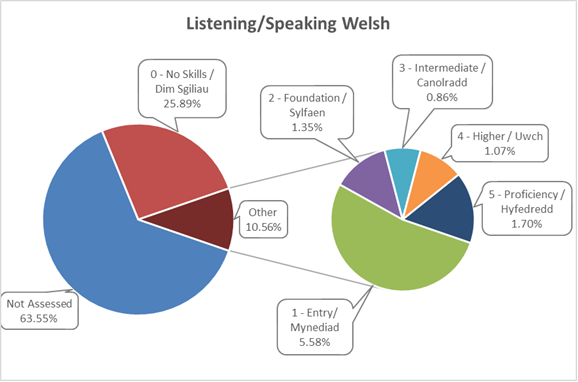 Listening/Speaking Welsh
0 - No Skills /
Dim Sgiliau
25.89%
3 - Intermediate /
Canolradd
0.86%
2 - Foundation /
Sylfaen
1.35%
4 - Higher / Uwch
1.07%
5 - Proficiency /
Hyfedredd
1.70%
Other
10.56%
Not Assessed
63.55%
1 - Entry/
Mynediad
5.58%